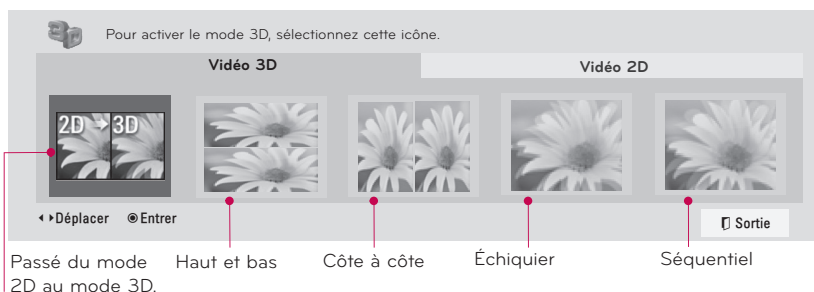 3D Pour activer le mode 3D, sélectionnez cette icône.
Vidéo 3D Vidéo 2D
2D → 3D
Déplacer ◉Entrer
Sortie
Passé du mode
2D au mode 3D.
Haut et bas
Côte à côte
Échiquier
Séquentiel